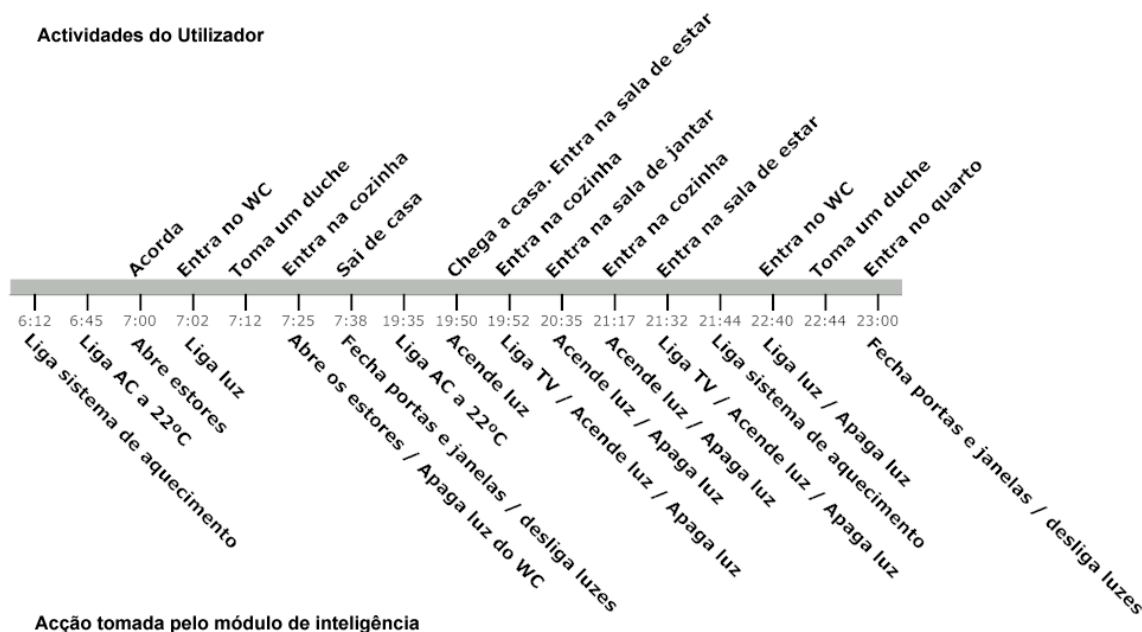 Actividades do Utilizador
Acorda
Entra no WC
Toma um duche
Entra na cozinha
Sai de casa
Chega a casa. Entra na sala de estar
Entra na cozinha
Entra na sala de jantar
Entra na cozinha
Entra na sala de estar
Entra no WC
Toma um duche
Entra no quarto
6:12 6:45 7:00 7:02 7:12 7:25 7:38 19:35 19:50 19:52 20:35 21:17 21:32 21:44 22:40 22:44 23:00
Liga sistema de aquecimento
Liga AC a 22ºC
Abre estores
Liga luz
Abre os estores / Apaga luz do WC
Fecha portas e janelas / desliga luzes
Liga AC a 22ºC
Acende luz
Liga TV / Acende luz / Apaga luz
Acende luz / Apaga luz
Acende luz / Apaga luz
Liga TV / Acende luz / Apaga luz
Liga sistema de aquecimento
Liga luz / Apaga luz
Fecha portas e janelas / desliga luzes
Acção tomada pelo módulo de inteligência